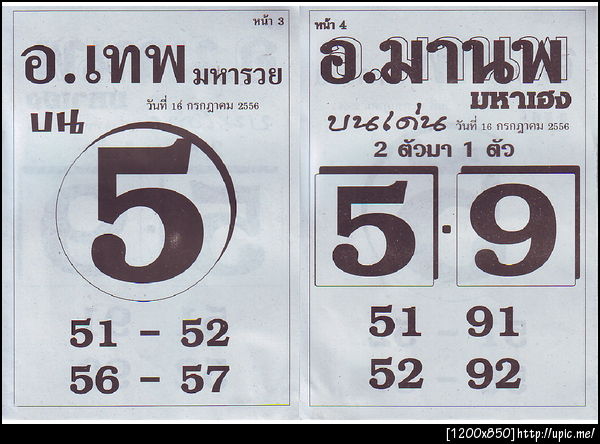 หน้า 3
อ.เทพ มหารวย
วันที่ 16 กรกฎาคม 2556
บน
5
51 - 52
56 - 57
หน้า 4
อ.มานพ
มหาเฮง
บนเด่น วันที่ 16 กรกฎาคม 2556
2 ตัวมา 1 ตัว
5 · 9
51 91
52 92
[1200x850]http://upic.me/